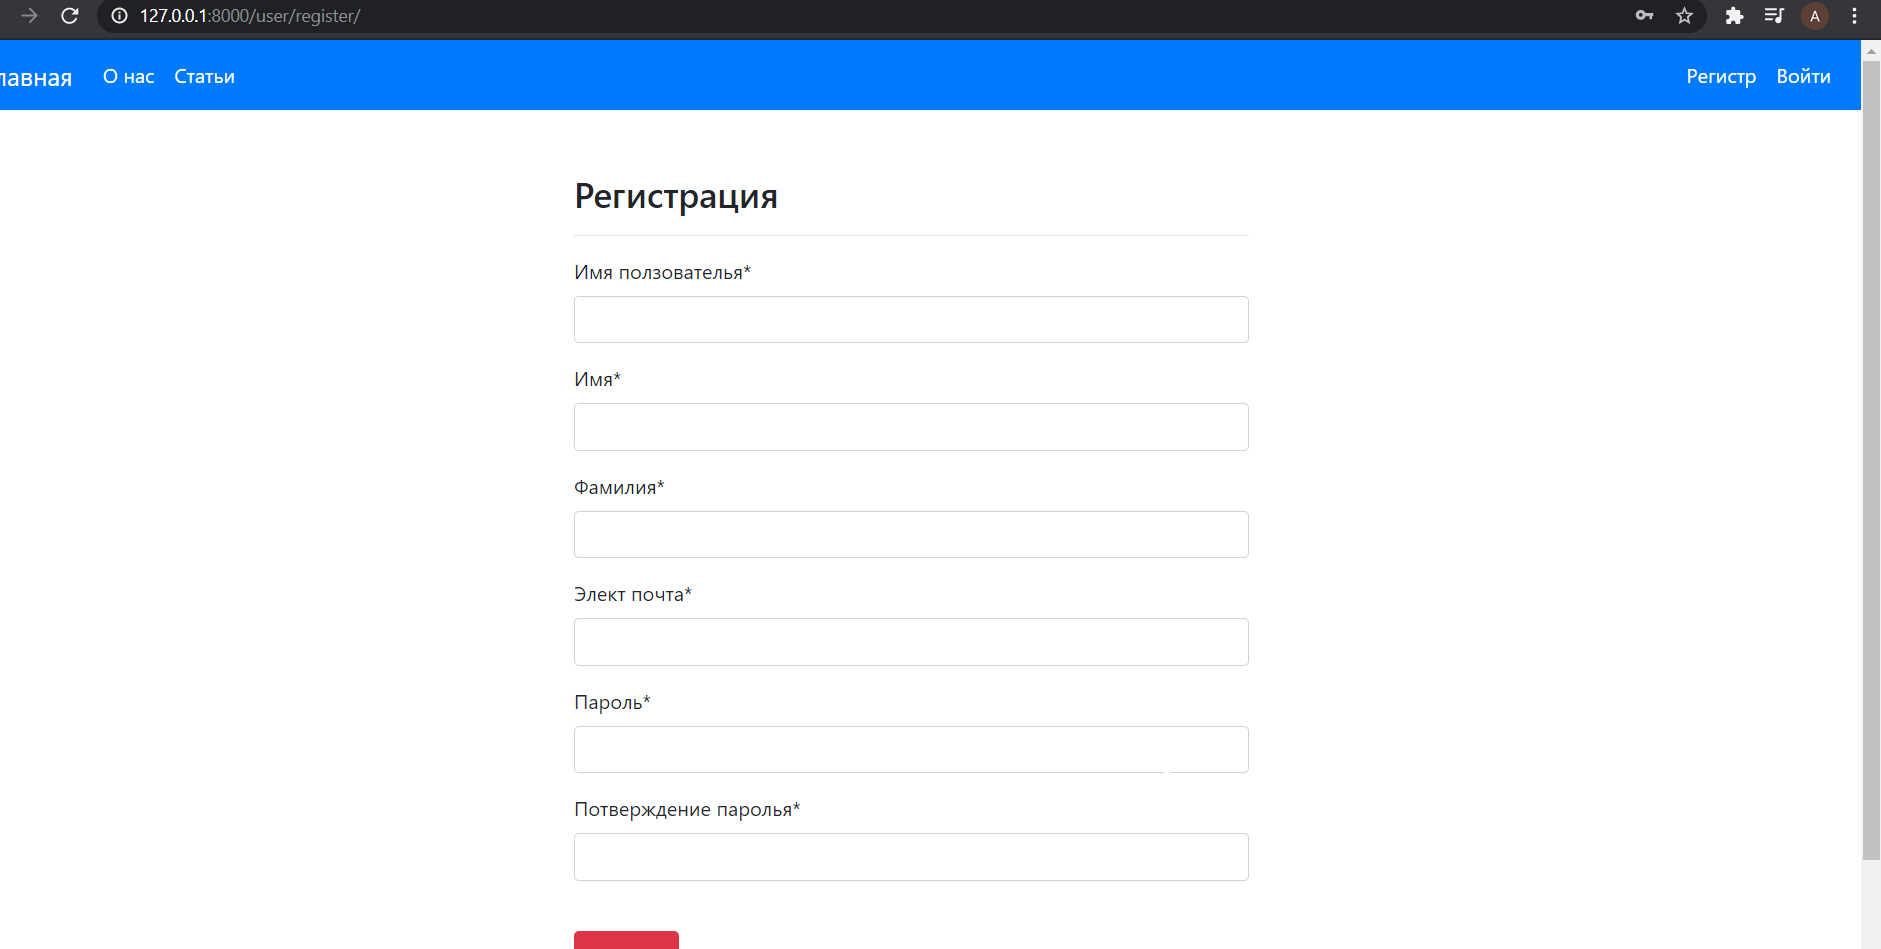 127.0.0.1:8000/user/register/
A
лавная О нас Статьи Регистр Войти
Регистрация
Имя ползователья*
Имя*
Фамилия*
Элект почта*
Пароль*
Потверждение паролья*